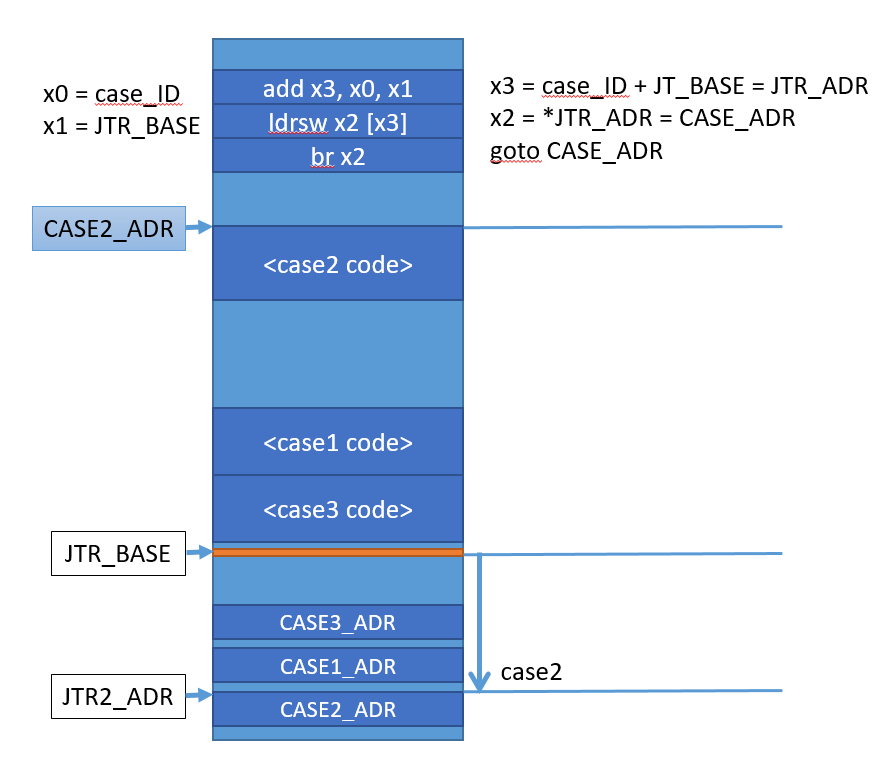 x0 = case_ID
x1 = JTR_BASE
add x3, x0, x1
ldrsw x2 [x3]
br x2
x3 = case_ID + JT_BASE = JTR_ADR
x2 = *JTR_ADR = CASE_ADR
goto CASE_ADR
CASE2_ADR
<case2 code>
<case1 code>
<case3 code>
JTR_BASE
CASE3_ADR
CASE1_ADR
case2
JTR2_ADR
CASE2_ADR